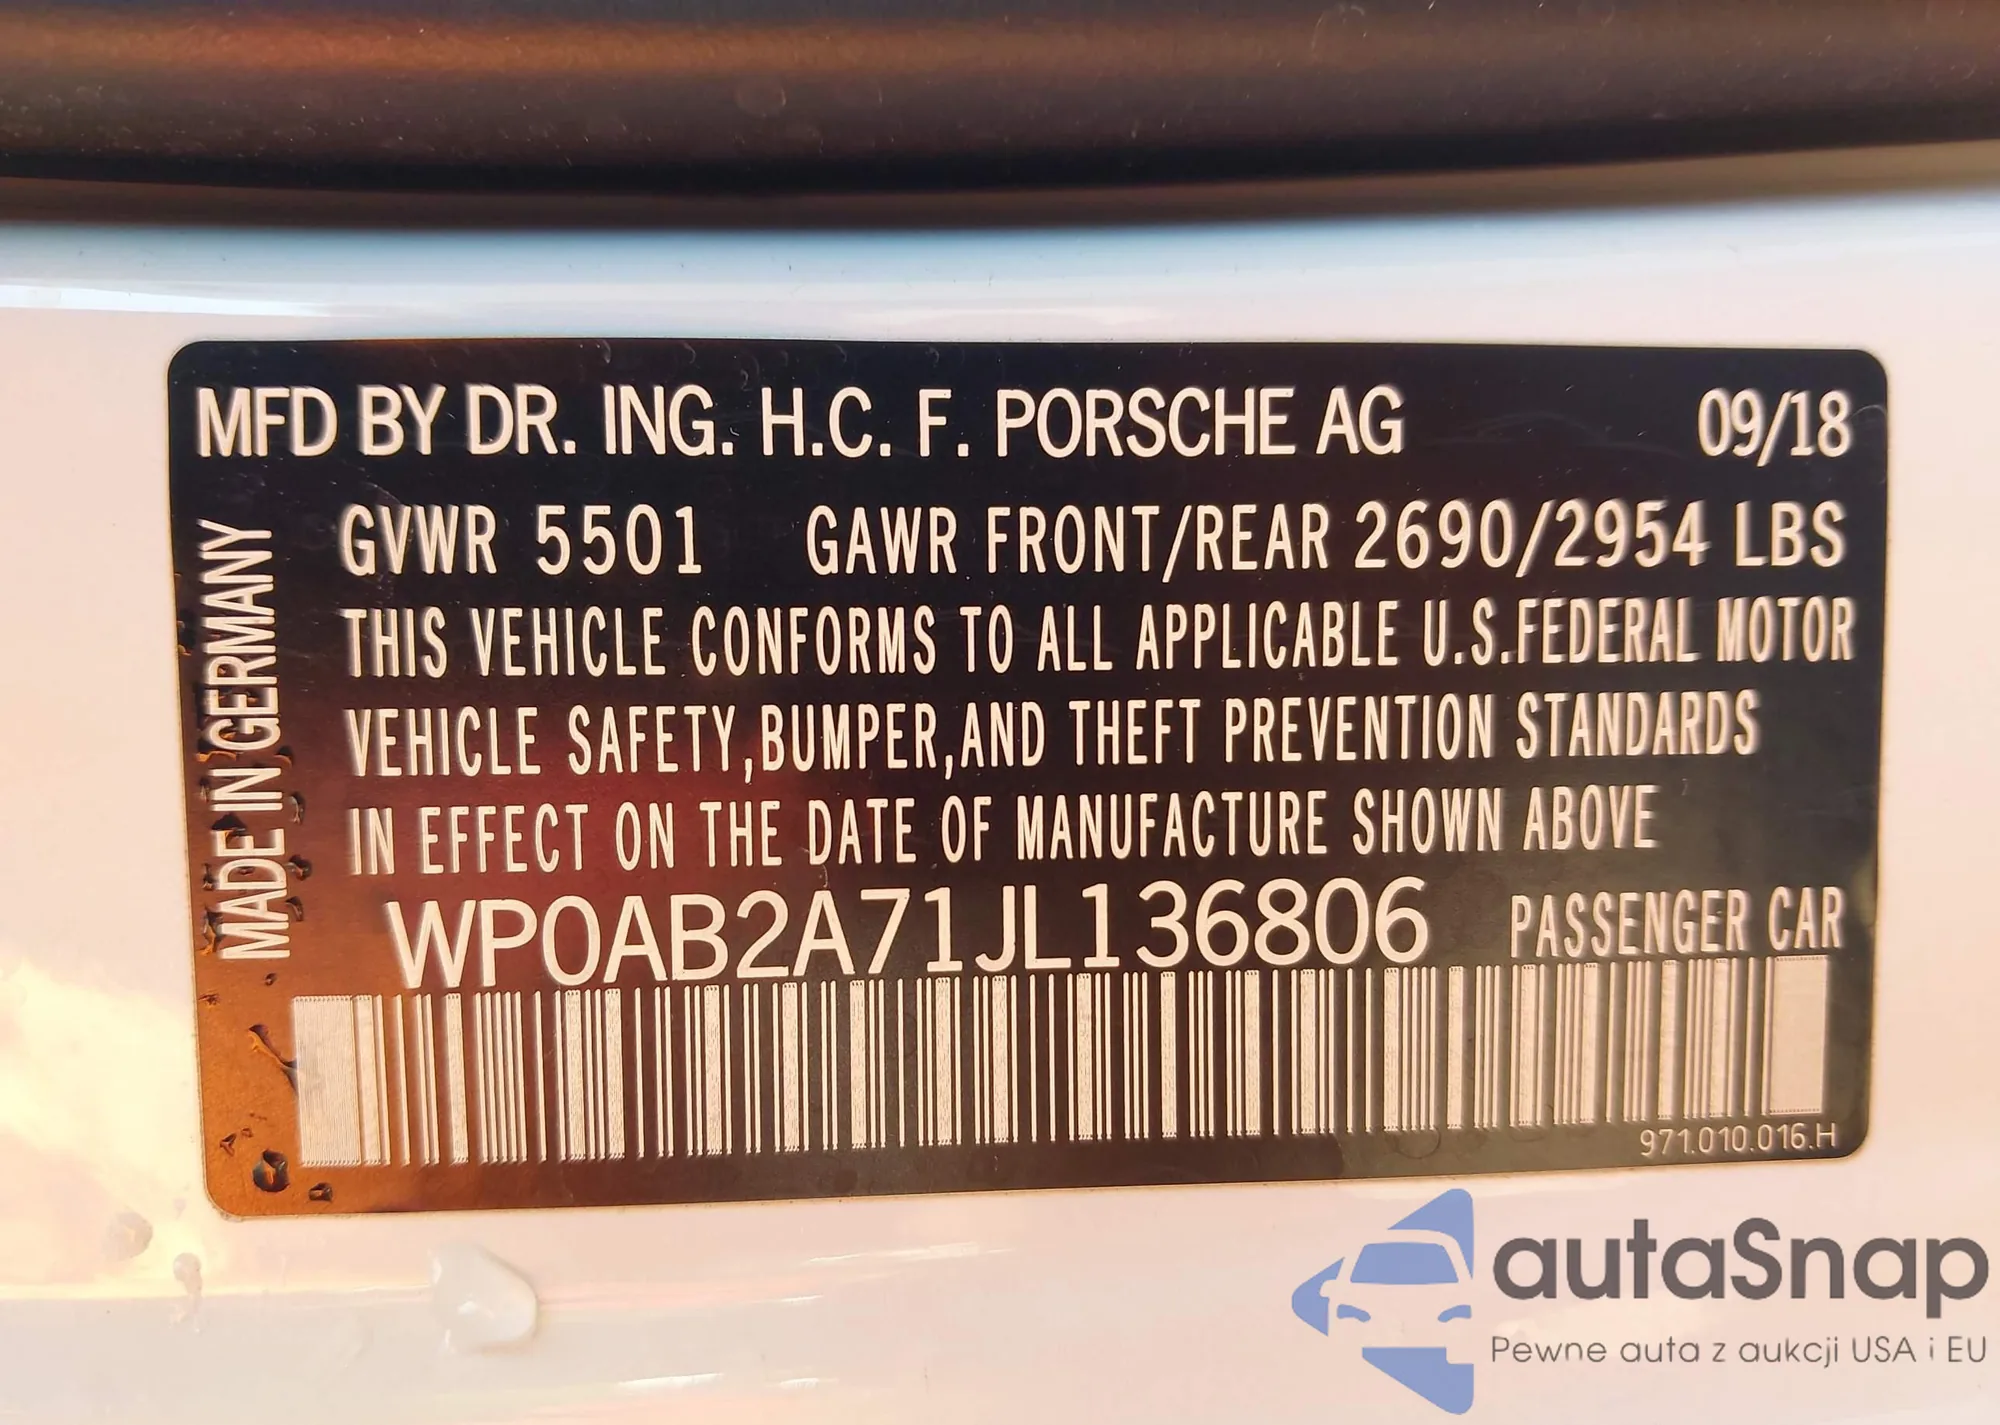 MFD BY DR. ING. H.C. F. PORSCHE AG 09/18
GVWR 5501 GAWR FRONT/REAR 2690/2954 LBS
THIS VEHICLE CONFORMS TO ALL APPLICABLE U.S.FEDERAL MOTOR
VEHICLE SAFETY,BUMPER,AND THEFT PREVENTION STANDARDS
IN EFFECT ON THE DATE OF MANUFACTURE SHOWN ABOVE
WP0AB2A71JL136806 PASSENGER CAR
MADE IN GERMANY
971.010.016.H
autaSnap
Pewne auta z aukcji USA i EU